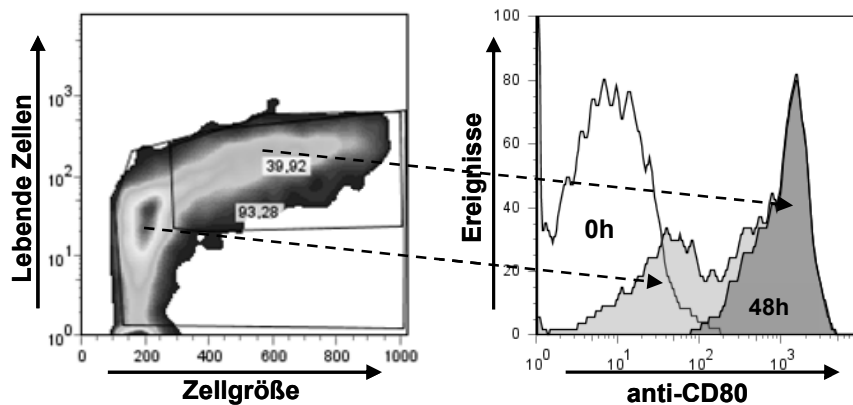 Lebende Zellen
10³
10²
10¹
10⁰
39,92
93,28
0 200 400 600 800 1000
Zellgröße
Ereignisse
100
80
60
40
20
0
0h
48h
10⁰ 10¹ 10² 10³
anti-CD80